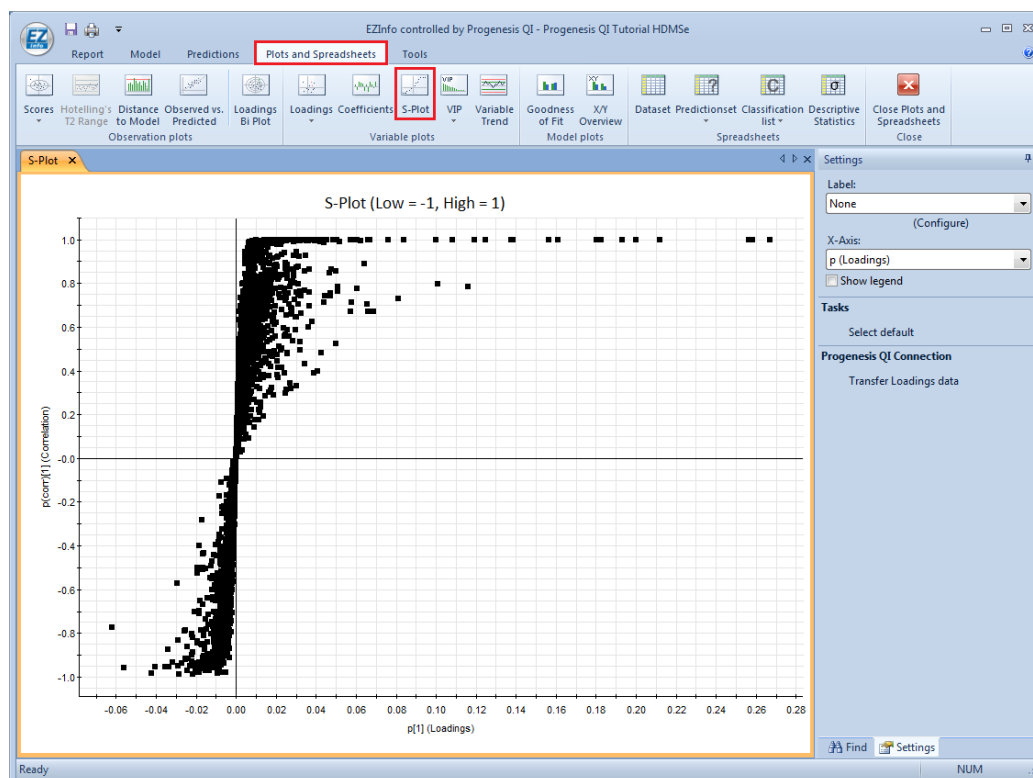 EZ
info
EZInfo controlled by Progenesis QI - Progenesis QI Tutorial HDMSe
Report Model Predictions Plots and Spreadsheets Tools
Scores Hotelling's T2 Range Distance to Model Observed vs. Predicted Loadings Bi Plot Loadings Coefficients S-Plot VIP VIP Variable Trend Goodness of Fit XY X/Y Overview Dataset ? Predictionset C Classification list σ Descriptive Statistics Close Plots and Spreadsheets
Observation plots Variable plots Model plots Spreadsheets Close
S-Plot
Settings
Label:
None
(Configure)
X-Axis:
p (Loadings)
Show legend
Tasks
Select default
Progenesis QI Connection
Transfer Loadings data
S-Plot (Low = -1, High = 1)
p(corr)[1] (Correlation)
1.0
0.8
0.6
0.4
0.2
-0.0
-0.2
-0.4
-0.6
-0.8
-1.0
-0.06 -0.04 -0.02 0.00 0.02 0.04 0.06 0.08 0.10 0.12 0.14 0.16 0.18 0.20 0.22 0.24 0.26 0.28
p[1] (Loadings)
Find Settings
Ready NUM